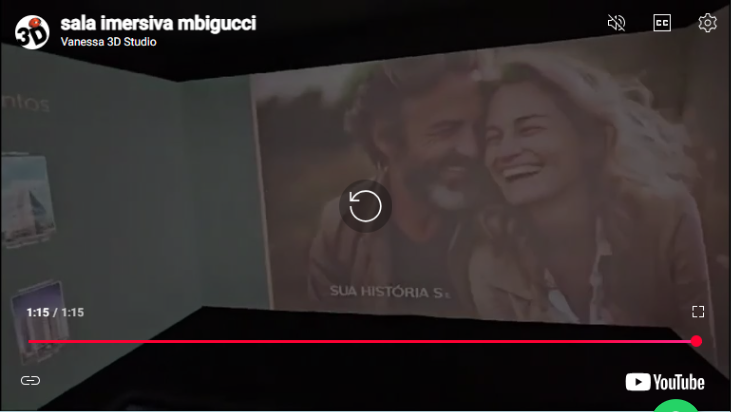 sala imersiva mbigucci
Vanessa 3D Studio
3D
CC
ntos
SUA HISTÓRIA S
1:15 / 1:15
YouTube